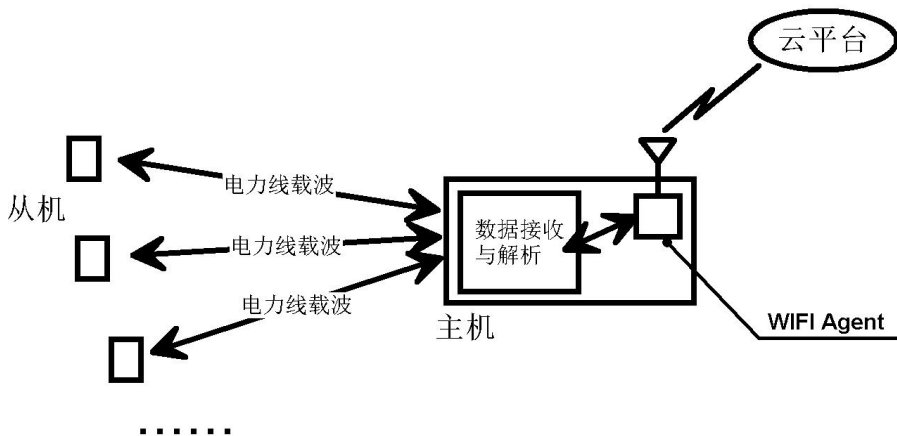 云平台
电力线载波
从机
数据接收
与解析
电力线载波
电力线载波
主机
WIFI Agent
......